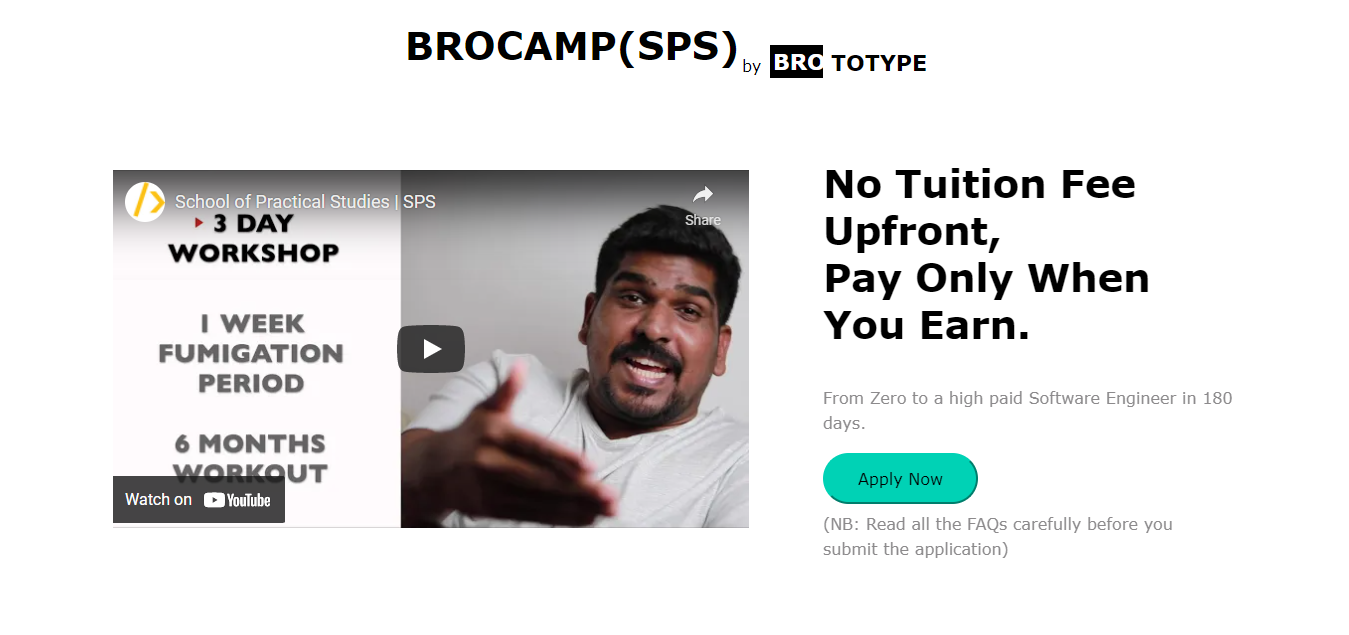 BROCAMP(SPS) by BRO TOTYPE
School of Practical Studies | SPS
Share
3 DAY
WORKSHOP
1 WEEK
FUMIGATION
PERIOD
6 MONTHS
WORKOUT
Watch on YouTube
No Tuition Fee
Upfront,
Pay Only When
You Earn.
From Zero to a high paid Software Engineer in 180
days.
Apply Now
(NB: Read all the FAQs carefully before you
submit the application)